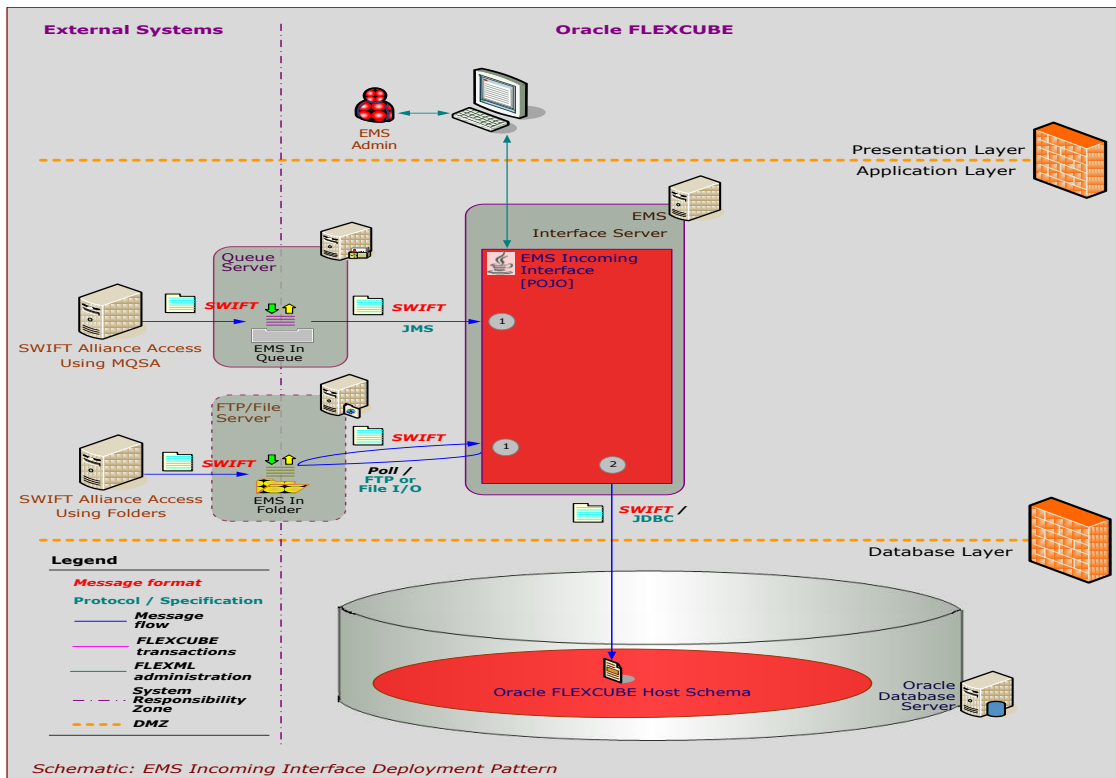 External Systems
Oracle FLEXCUBE
EMS
Admin
Presentation Layer
Application Layer
EMS
Interface Server
Queue
Server
EMS Incoming
Interface
[POJO]
SWIFT
SWIFT
JMS
1
EMS In
Queue
SWIFT Alliance Access
Using MQSA
FTP/File
Server
SWIFT
SWIFT
1
Poll /
FTP or
File I/O
2
EMS In
Folder
SWIFT Alliance Access
Using Folders
SWIFT /
JDBC
Database Layer
Legend
Message format
Protocol / Specification
Message
flow
FLEXCUBE
transactions
FLEXML
administration
System
Responsibility
Zone
DMZ
Oracle FLEXCUBE Host Schema
Oracle
Database
Server
Schematic: EMS Incoming Interface Deployment Pattern